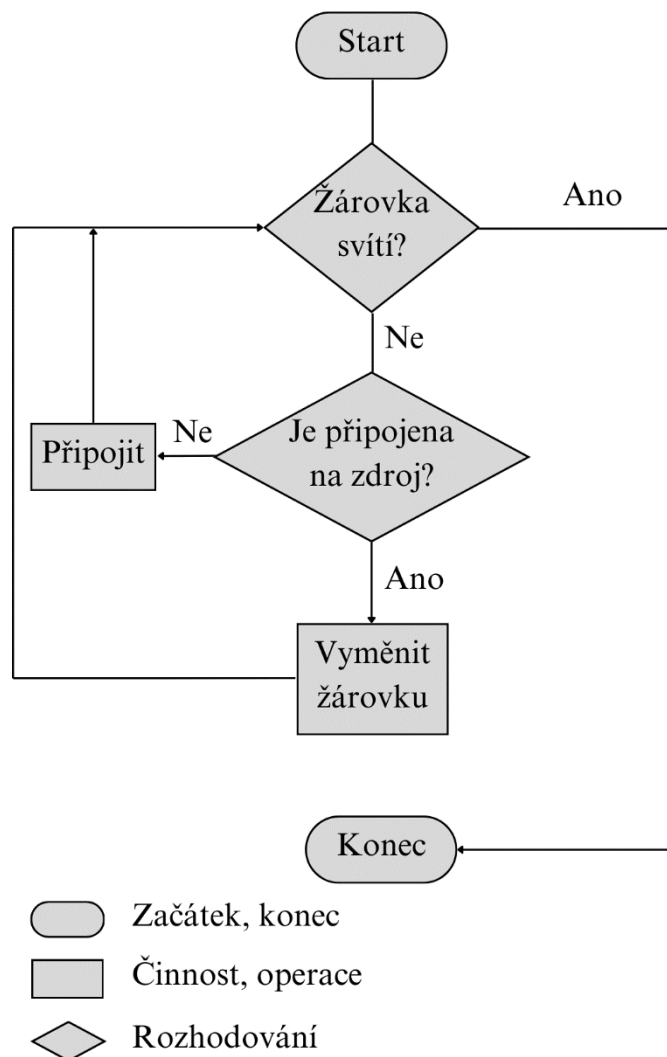 Start
Žárovka
svítí?
Ano
Ne
Je připojena
na zdroj?
Ne
Připojit
Ano
Vyměnit
žárovku
Konec
Začátek, konec
Činnost, operace
Rozhodování